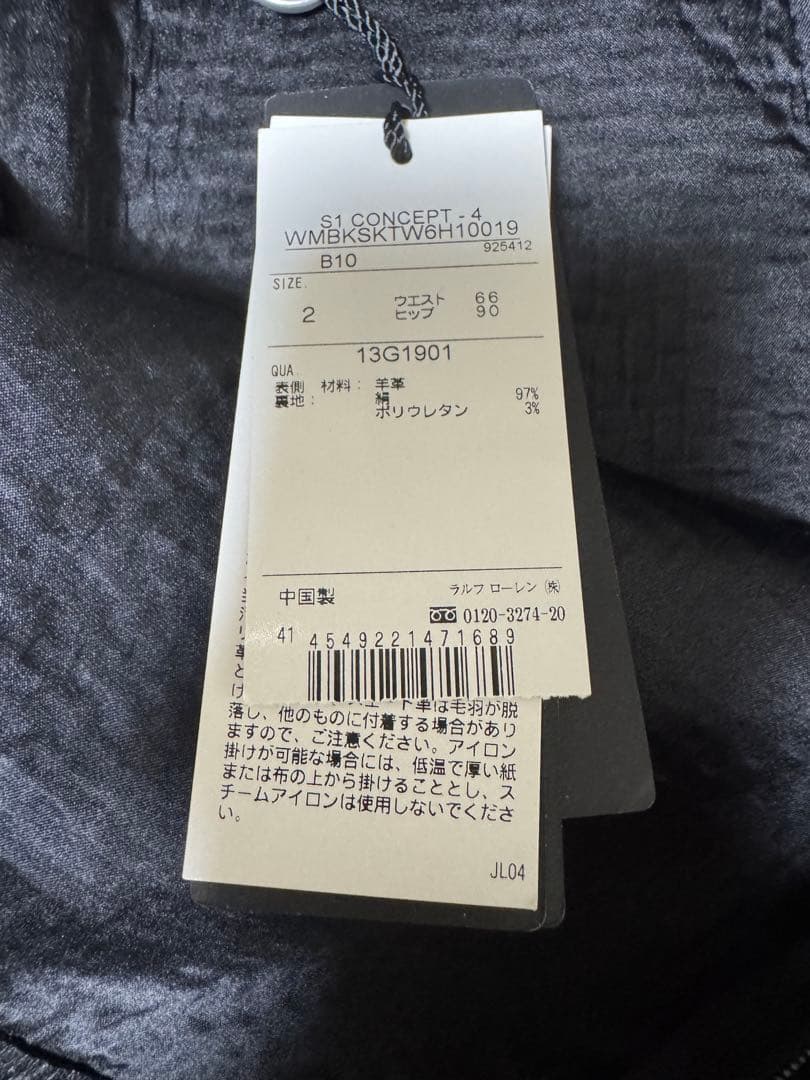 S1 CONCEPT - 4
WMBKSKTW6H10019
925412
B10
SIZE.
2 ウエスト 66
ヒップ 90
13G1901
QUA.
表側 材料: 羊革
裏地: 絹 97%
ポリウレタン 3%
中国製 ラルフ ローレン ㈱
0120-3274-20
41 4549221471689
革は毛羽が脱
落し、他のものに付着する場合があり
ますので、ご注意ください。アイロン
掛けが可能な場合には、低温で厚い紙
または布の上から掛けることとし、ス
チームアイロンは使用しないでくださ
い。
JL04